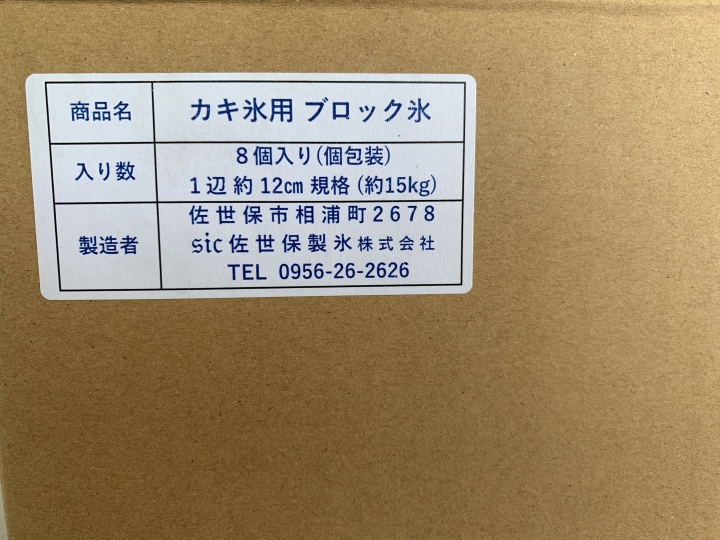 商品名 カキ氷用 ブロック氷
入り数 8個入り(個包装)
1辺 約 12㎝ 規格 (約15kg)
製造者 佐世保市相浦町2678
sic佐世保製氷株式会社
TEL 0956-26-2626